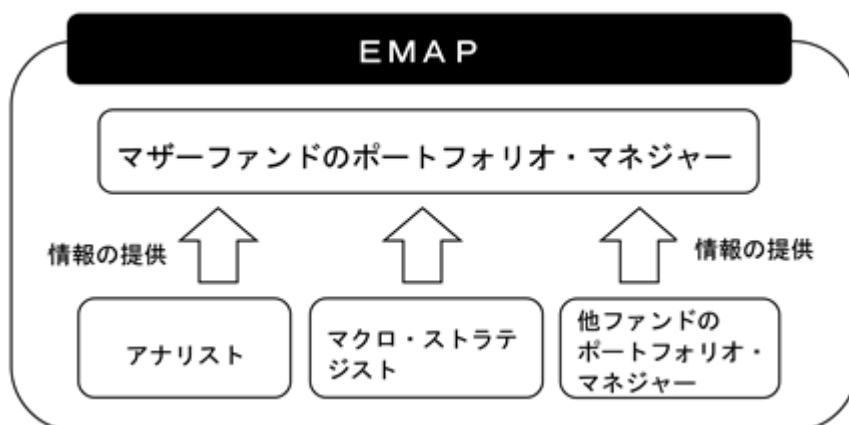 EMAP
マザーファンドのポートフォリオ・マネジャー
情報の提供
情報の提供
アナリスト
マクロ・ストラテ
ジスト
他ファンドの
ポートフォリオ・
マネジャー